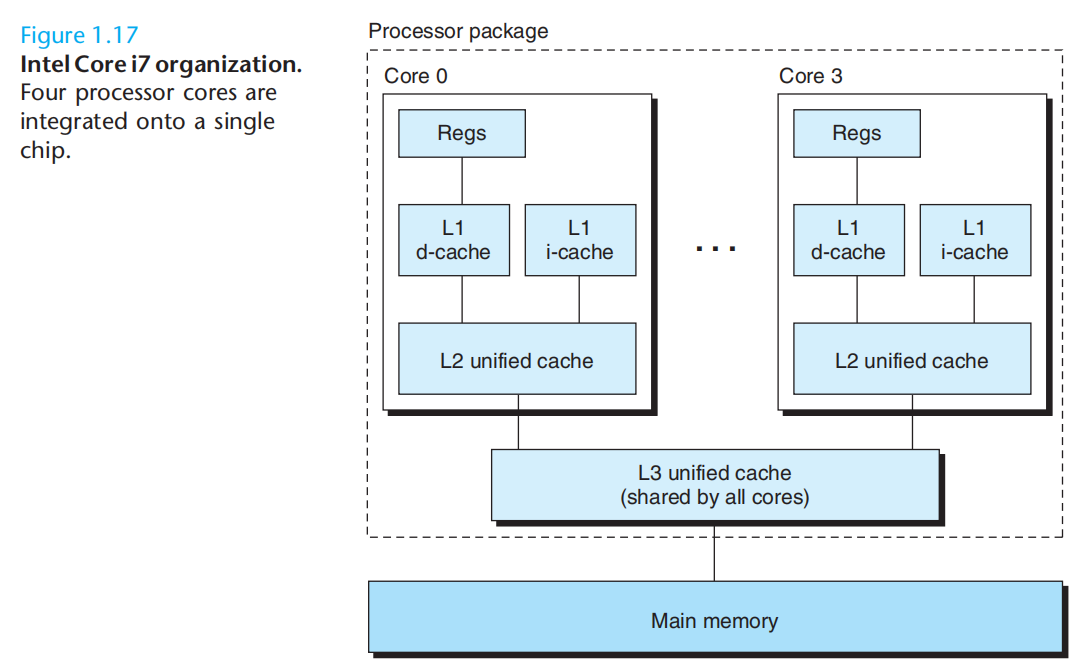 Figure 1.17
Intel Core i7 organization.
Four processor cores are
integrated onto a single
chip.
Processor package
Core 0
Regs
L1
d-cache
L1
i-cache
L2 unified cache
. . .
Core 3
Regs
L1
d-cache
L1
i-cache
L2 unified cache
L3 unified cache
(shared by all cores)
Main memory